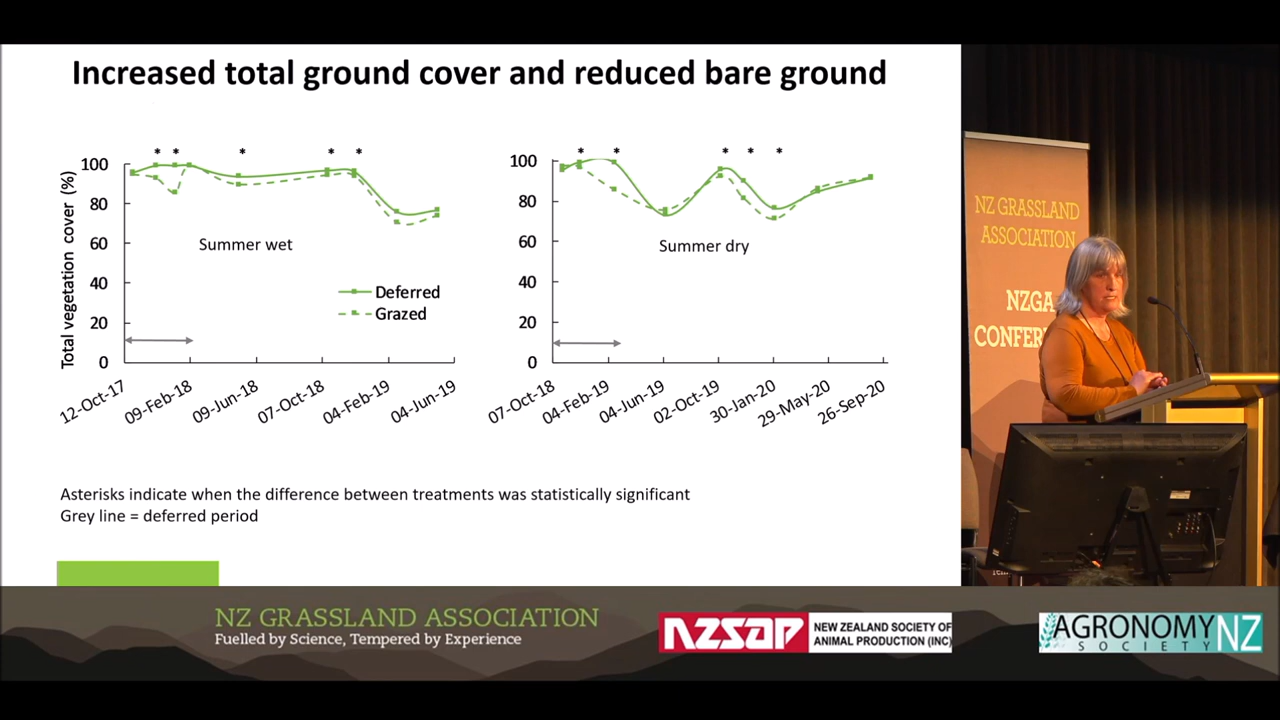 Increased total ground cover and reduced bare ground
* * * * *
Total vegetation cover (%)
100
80
60
40
20
0
Summer wet
Deferred
Grazed
12-Oct-17
09-Feb-18
09-Jun-18
07-Oct-18
04-Feb-19
04-Jun-19
* * * * *
100
80
60
40
20
0
Summer dry
07-Oct-18
04-Feb-19
04-Jun-19
02-Oct-19
30-Jan-20
29-May-20
26-Sep-20
Asterisks indicate when the difference between treatments was statistically significant
Grey line = deferred period
NZ GRASSLAND
ASSOCIATION
NZGA
CONFER
NZ GRASSLAND ASSOCIATION
Fuelled by Science, Tempered by Experience
NZSAP
NEW ZEALAND SOCIETY OF
ANIMAL PRODUCTION (INC)
AGRONOMY NZ
SOCIETY